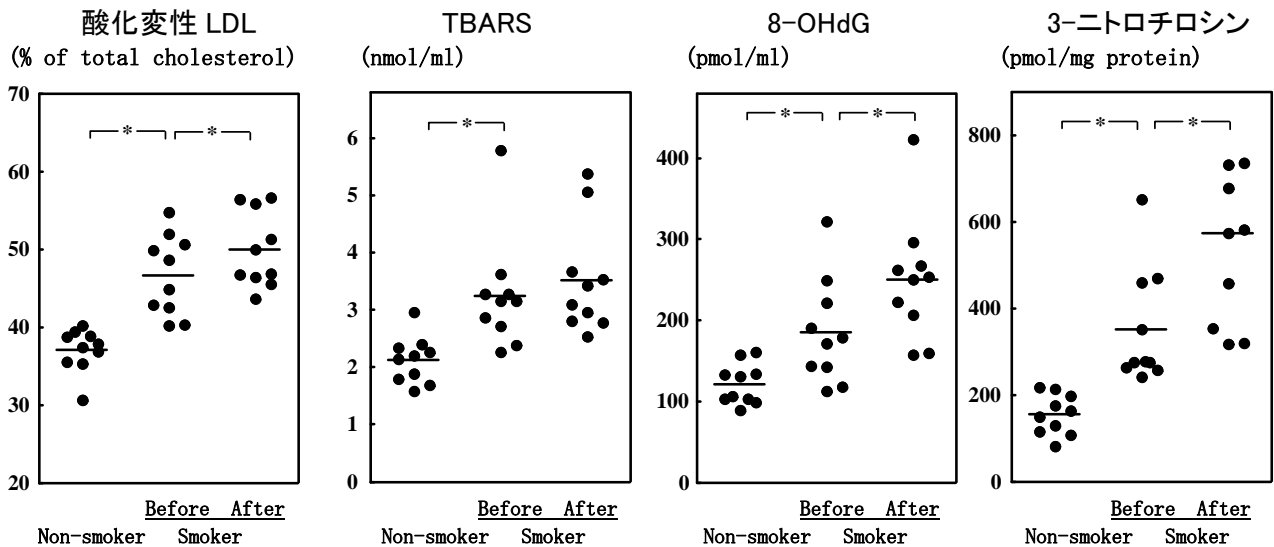 酸化変性 LDL
(% of total cholesterol)
70
60
50
40
30
20
* *
Before After
Non-smoker Smoker
TBARS
(nmol/ml)
6
5
4
3
2
1
0
*
Before After
Non-smoker Smoker
8-OHdG
(pmol/ml)
400
300
200
100
0
* *
Before After
Non-smoker Smoker
3-ニトロチロシン
(pmol/mg protein)
800
600
400
200
0
* *
Before After
Non-smoker Smoker